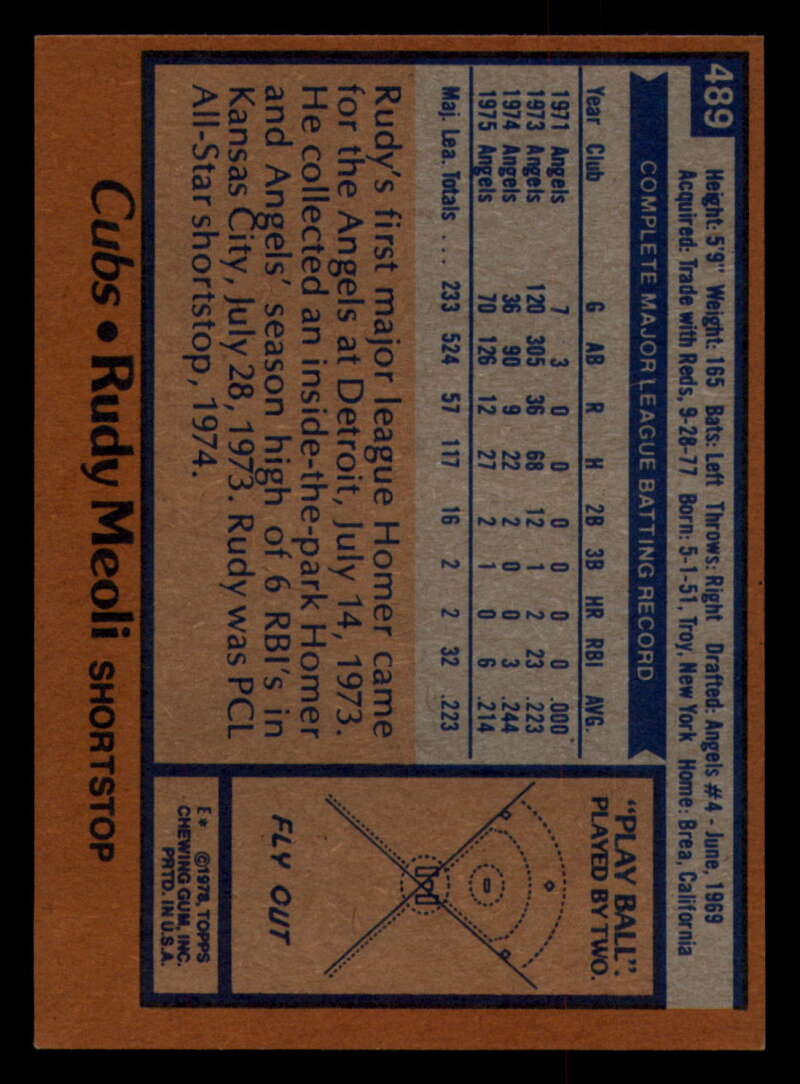 489
Height: 5'9" Weight: 165 Bats: Left Throws: Right Drafted: Angels #4 - June, 1969
Acquired: Trade with Reds, 9-28-77 Born: 5-1-51, Troy, New York Home: Brea, California
COMPLETE MAJOR LEAGUE BATTING RECORD
Year Club G AB R H 2B 3B HR RBI AVG.
1971 Angels 7 3 0 0 0 0 0 0 .000
1973 Angels 120 305 36 68 12 1 2 23 .223
1974 Angels 36 90 9 22 2 0 0 3 .244
1975 Angels 70 126 12 27 2 1 0 6 .214
Maj. Lea. Totals .... 233 524 57 117 16 2 2 32 .223
Rudy's first major league Homer came
for the Angels at Detroit, July 14, 1973.
He collected an inside-the-park Homer
and Angels' season high of 6 RBI's in
Kansas City, July 28, 1973. Rudy was PCL
All-Star shortstop, 1974.
"PLAY BALL".
PLAYED BY TWO.
FLY OUT
E* ©1978, TOPPS
CHEWING GUM, INC.
PRTD. IN U.S.A.
Cubs • Rudy Meoli SHORTSTOP